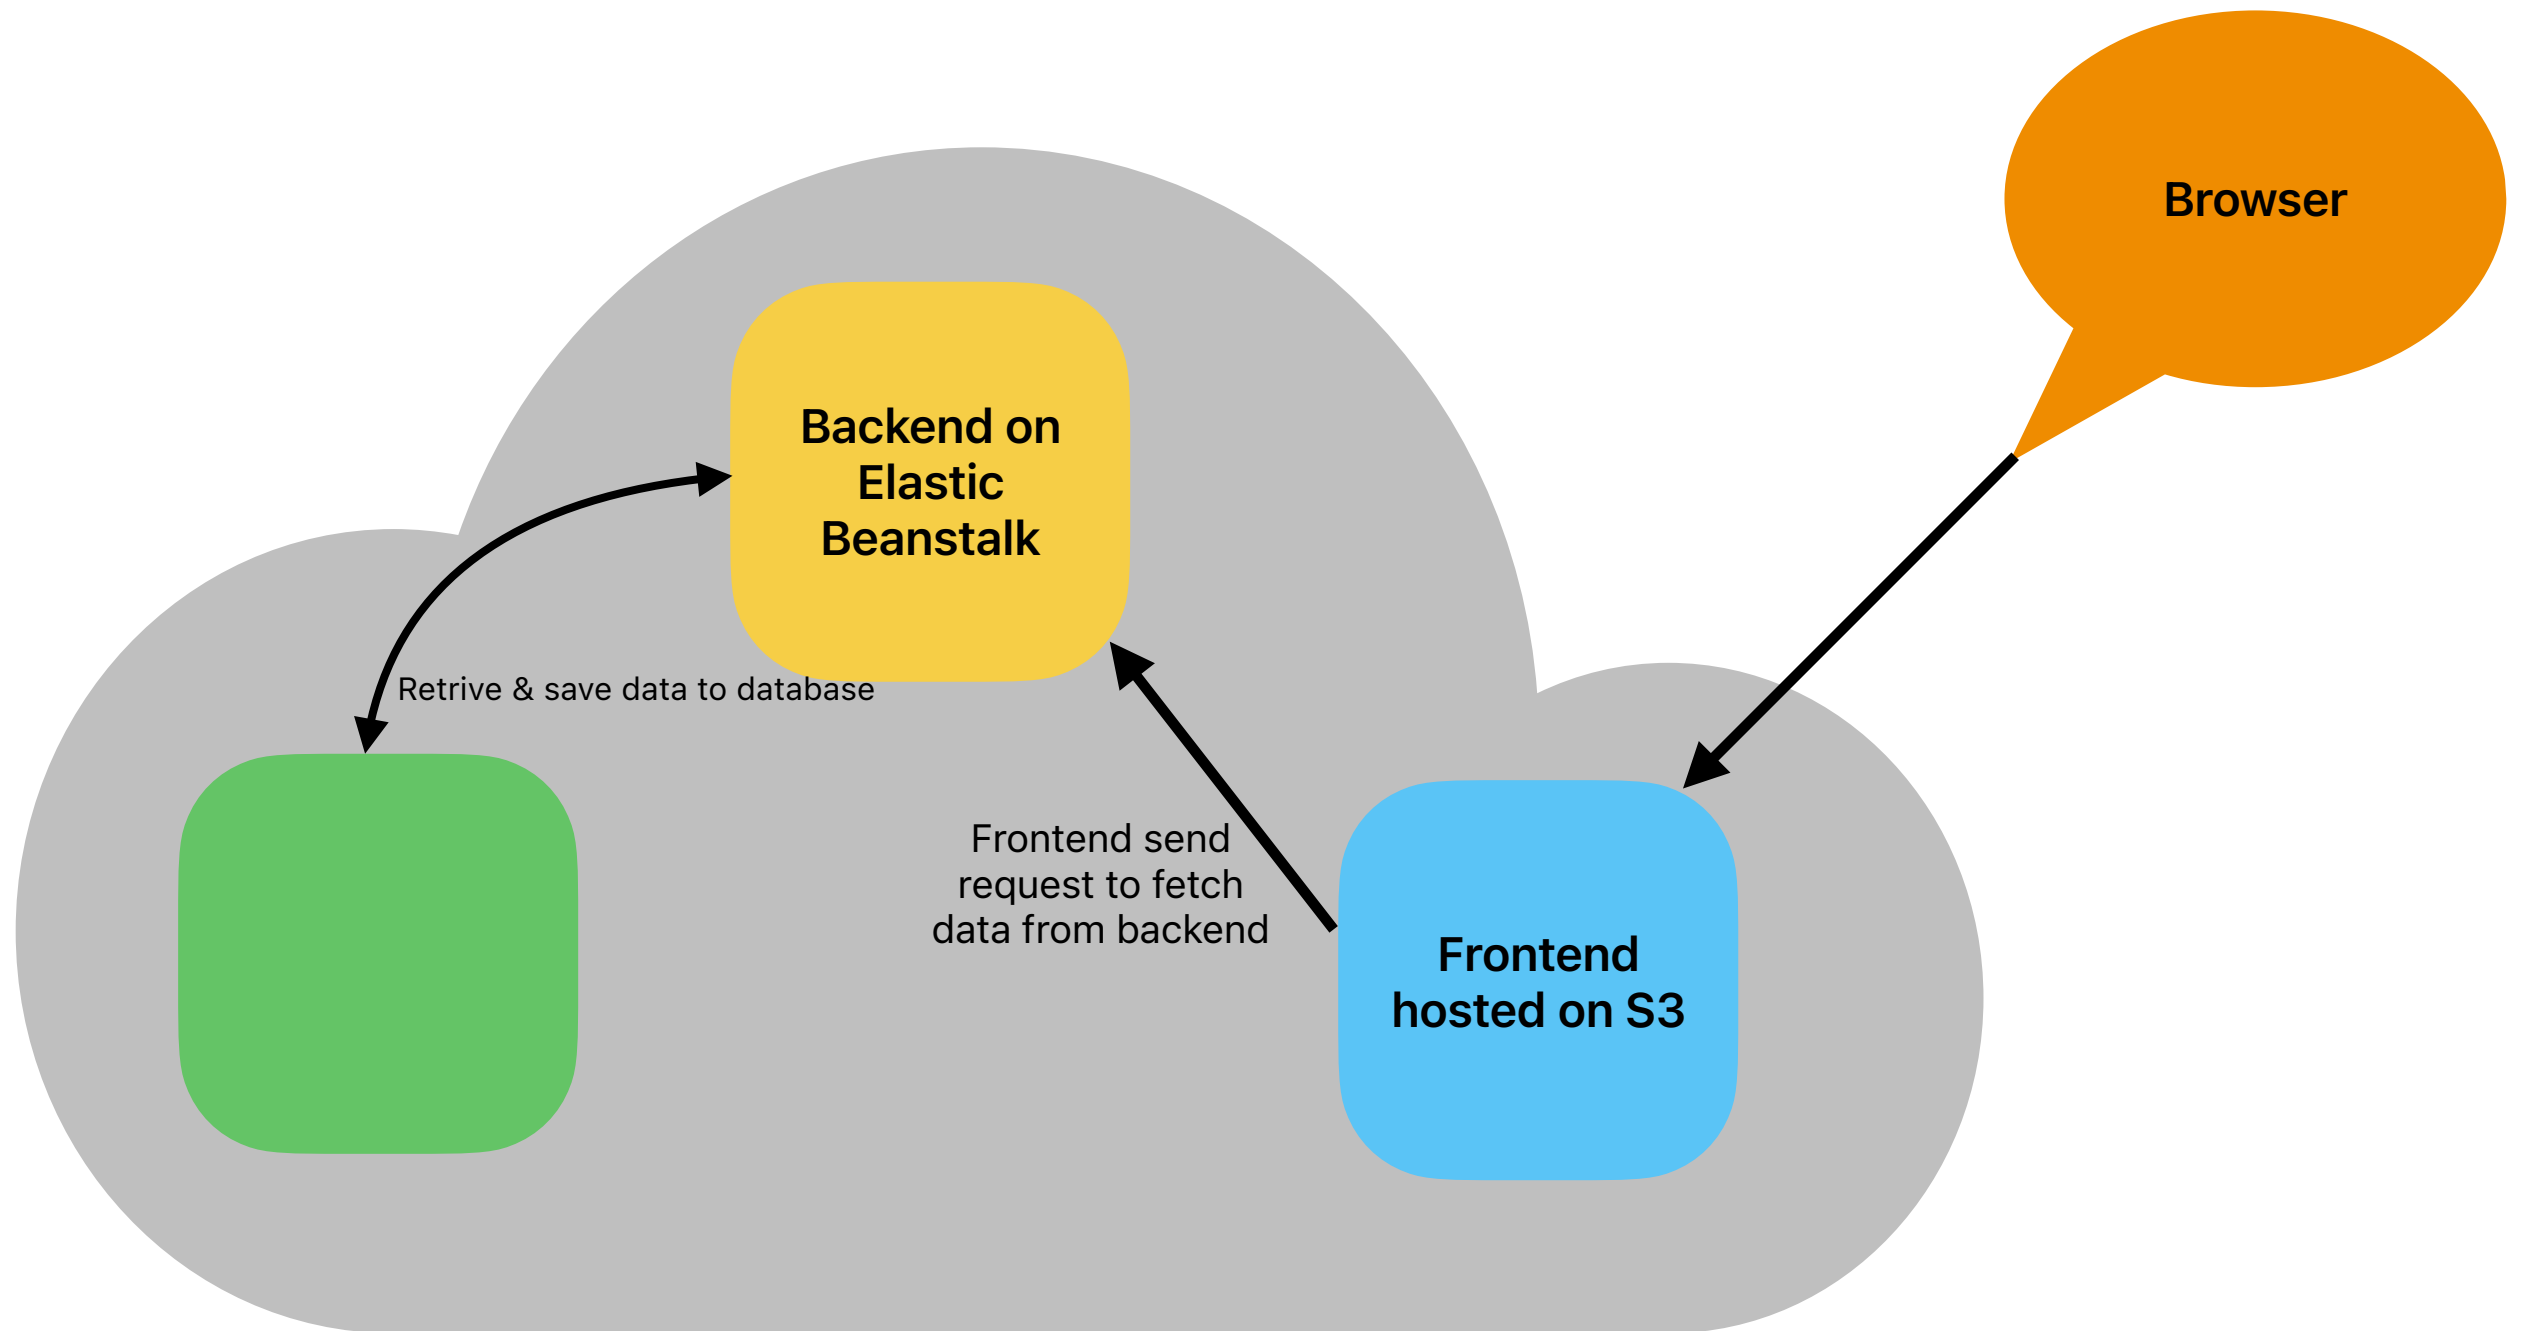 Browser
Backend on
Elastic
Beanstalk
Retrive & save data to database
Frontend send
request to fetch
data from backend
Frontend
hosted on S3